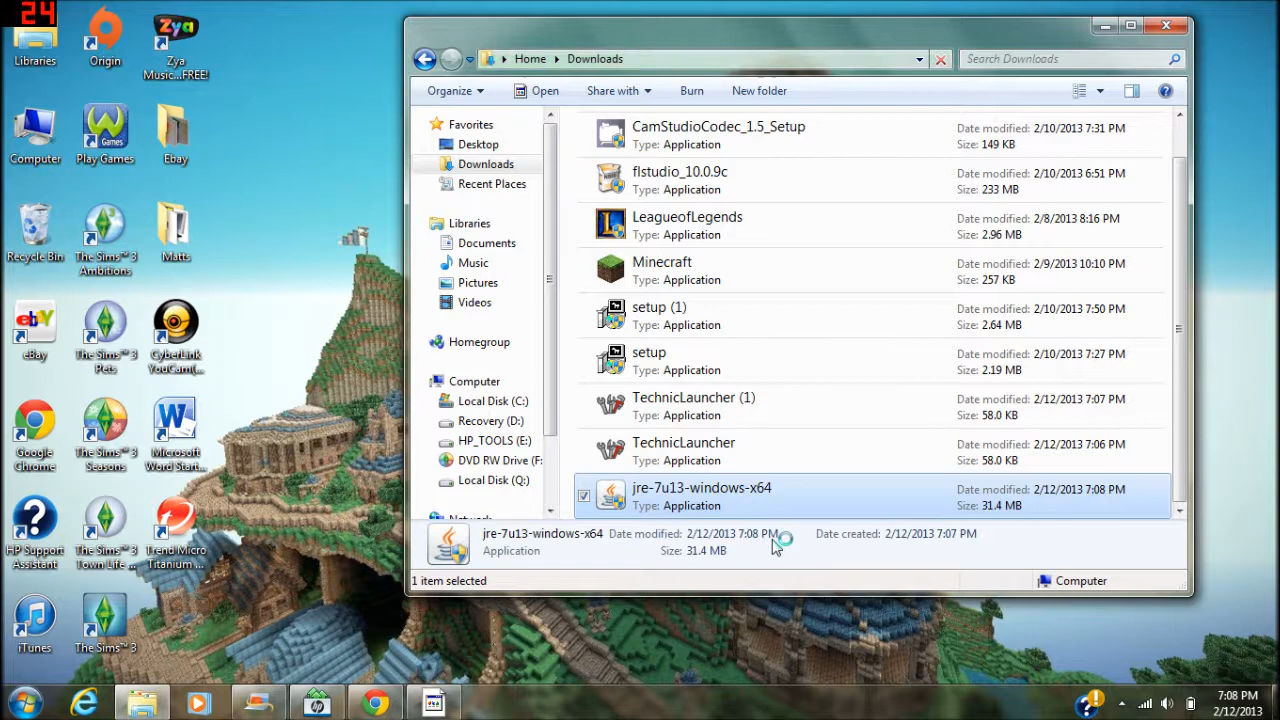 24
Libraries
Origin
Zya
Zya
Music...FREE!
Computer
W
Games
Play Games
Ebay
Recycle Bin
The Sims™ 3
Ambitions
Matts
ebY
eBay
The Sims™ 3
Pets
CyberLink
YouCam(...
Google
Chrome
The Sims™ 3
Seasons
W
Microsoft
Word Start...
?
HP Support
Assistant
The Sims™ 3
Town Life ...
Trend Micro
Titanium ...
iTunes
The Sims™ 3
Home
Downloads
Search Downloads
Organize
Open
Share with
Burn
New folder
Favorites
Desktop
Downloads
Recent Places
Libraries
Documents
Music
Pictures
Videos
Homegroup
Computer
Local Disk (C:)
Recovery (D:)
HP_TOOLS (E:)
DVD RW Drive (F:
Local Disk (Q:)
CamStudioCodec_1.5_Setup
Type: Application
Date modified: 2/10/2013 7:31 PM
Size: 149 KB
flstudio_10.0.9c
Type: Application
Date modified: 2/10/2013 6:51 PM
Size: 233 MB
L
LeagueofLegends
Type: Application
Date modified: 2/8/2013 8:16 PM
Size: 2.96 MB
Minecraft
Type: Application
Date modified: 2/9/2013 10:10 PM
Size: 257 KB
setup (1)
Type: Application
Date modified: 2/10/2013 7:50 PM
Size: 2.64 MB
setup
Type: Application
Date modified: 2/10/2013 7:27 PM
Size: 2.19 MB
TechnicLauncher (1)
Type: Application
Date modified: 2/12/2013 7:07 PM
Size: 58.0 KB
TechnicLauncher
Type: Application
Date modified: 2/12/2013 7:06 PM
Size: 58.0 KB
jre-7u13-windows-x64
Type: Application
Date modified: 2/12/2013 7:08 PM
Size: 31.4 MB
jre-7u13-windows-x64 Date modified: 2/12/2013 7:08 PM Date created: 2/12/2013 7:07 PM
Application Size: 31.4 MB
1 item selected
Computer
hp
7:08 PM
2/12/2013